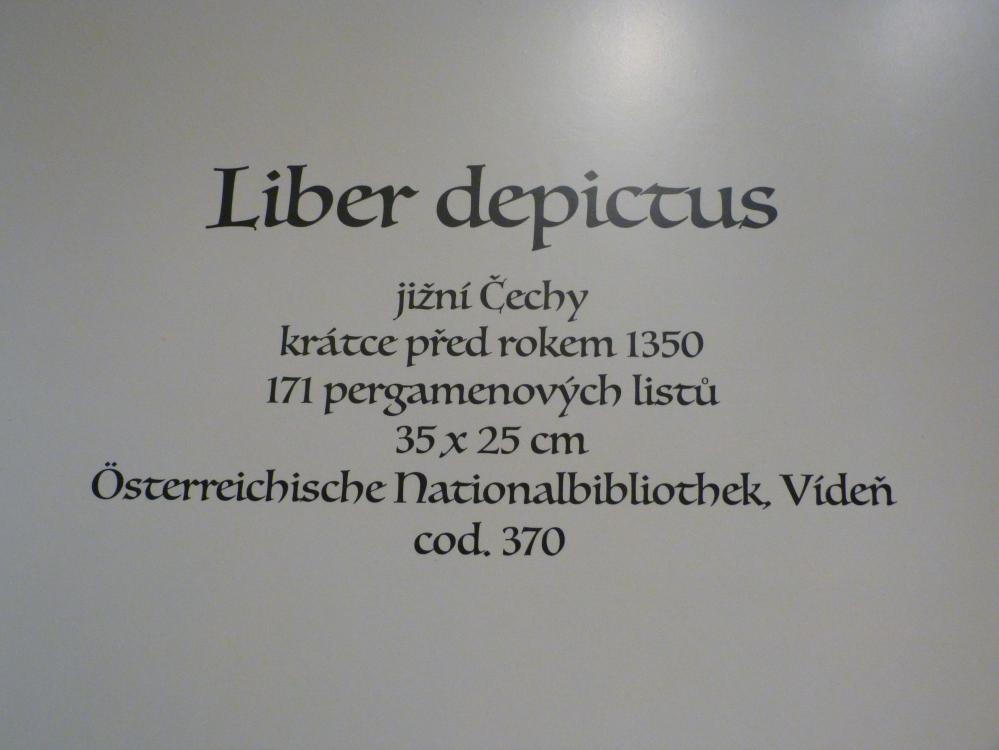 Liber depictus
jižní Čechy
krátce před rokem 1350
171 pergamenových listů
35 x 25 cm
Österreichische Nationalbibliothek, Vídeň
cod. 370